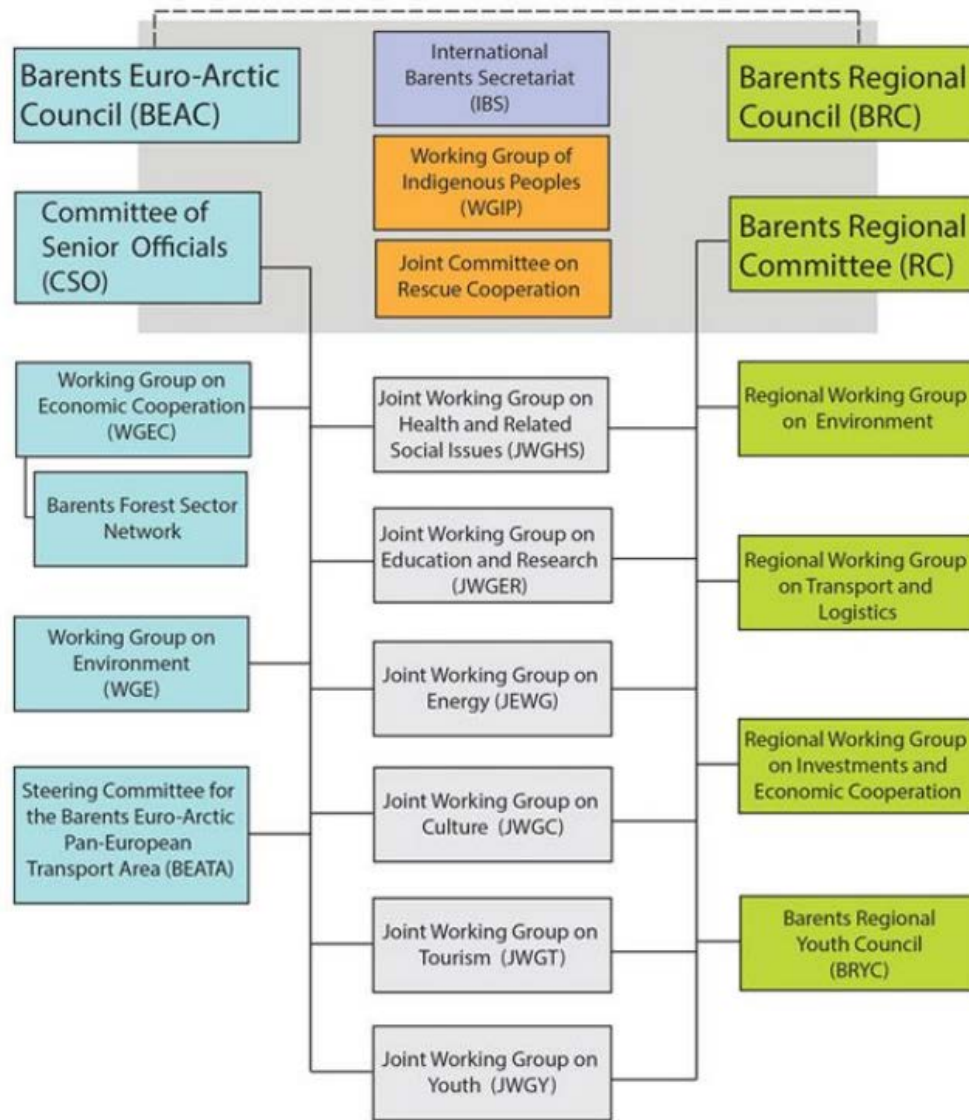 Barents Euro-Arctic
Council (BEAC)
International
Barents Secretariat
(IBS)
Barents Regional
Council (BRC)
Working Group of
Indigenous Peoples
(WGIP)
Committee of
Senior Officials
(CSO)
Joint Committee on
Rescue Cooperation
Barents Regional
Committee (RC)
Working Group on
Economic Cooperation
(WGEC)
Barents Forest Sector
Network
Working Group on
Environment
(WGE)
Steering Committee for
the Barents Euro-Arctic
Pan-European
Transport Area (BEATA)
Joint Working Group on
Health and Related
Social Issues (JWGHS)
Joint Working Group on
Education and Research
(JWGER)
Joint Working Group on
Energy (JEWG)
Joint Working Group on
Culture (JWGC)
Joint Working Group on
Tourism (JWGT)
Joint Working Group on
Youth (JWGY)
Regional Working Group
on Environment
Regional Working Group
on Transport and
Logistics
Regional Working Group
on Investments and
Economic Cooperation
Barents Regional
Youth Council
(BRYC)